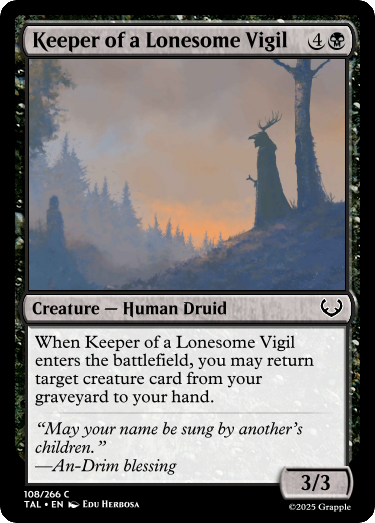 Keeper of a Lonesome Vigil 4
Creature — Human Druid
When Keeper of a Lonesome Vigil
enters the battlefield, you may return
target creature card from your
graveyard to your hand.
“May your name be sung by another’s
children.”
—An-Drim blessing
3/3
108/266 C
TAL • EN Edu Herbosa
©2025 Grapple